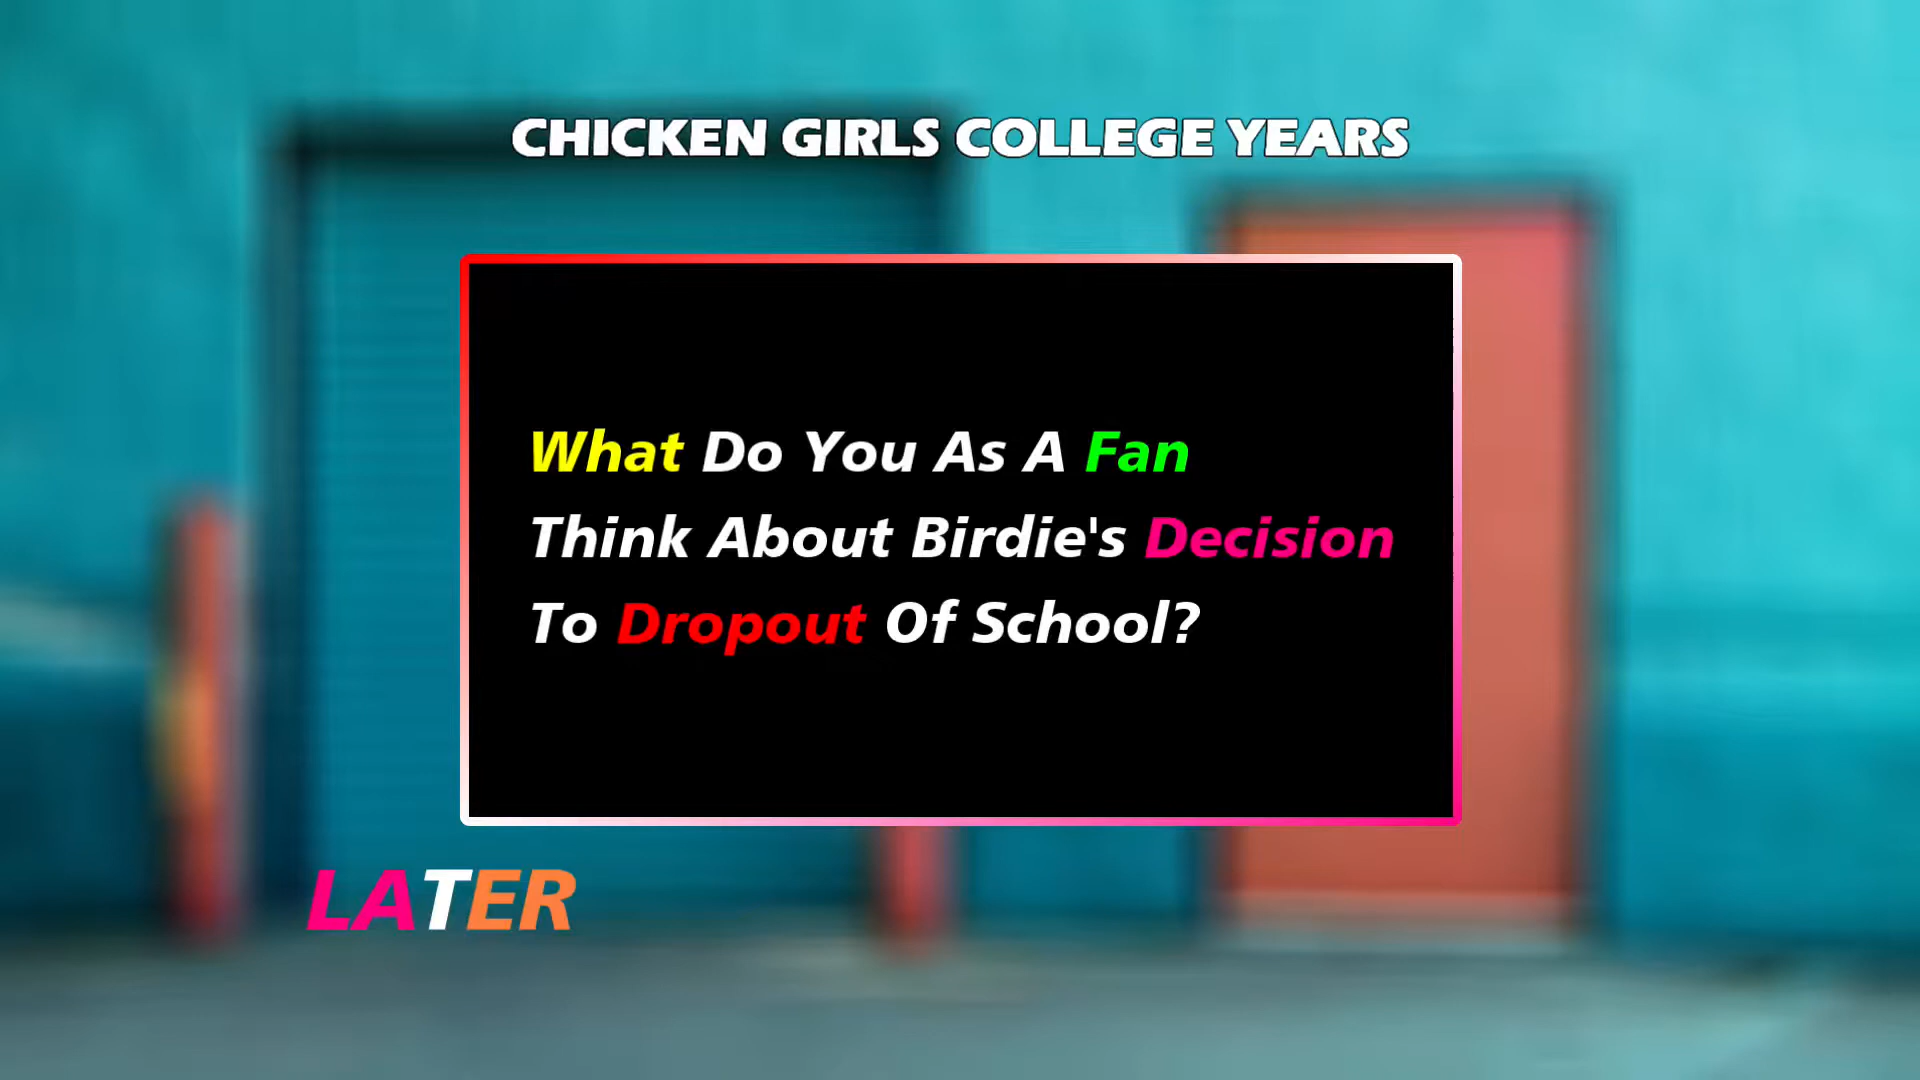 CHICKEN GIRLS COLLEGE YEARS
What Do You As A Fan
Think About Birdie's Decision
To Dropout Of School?
LATER